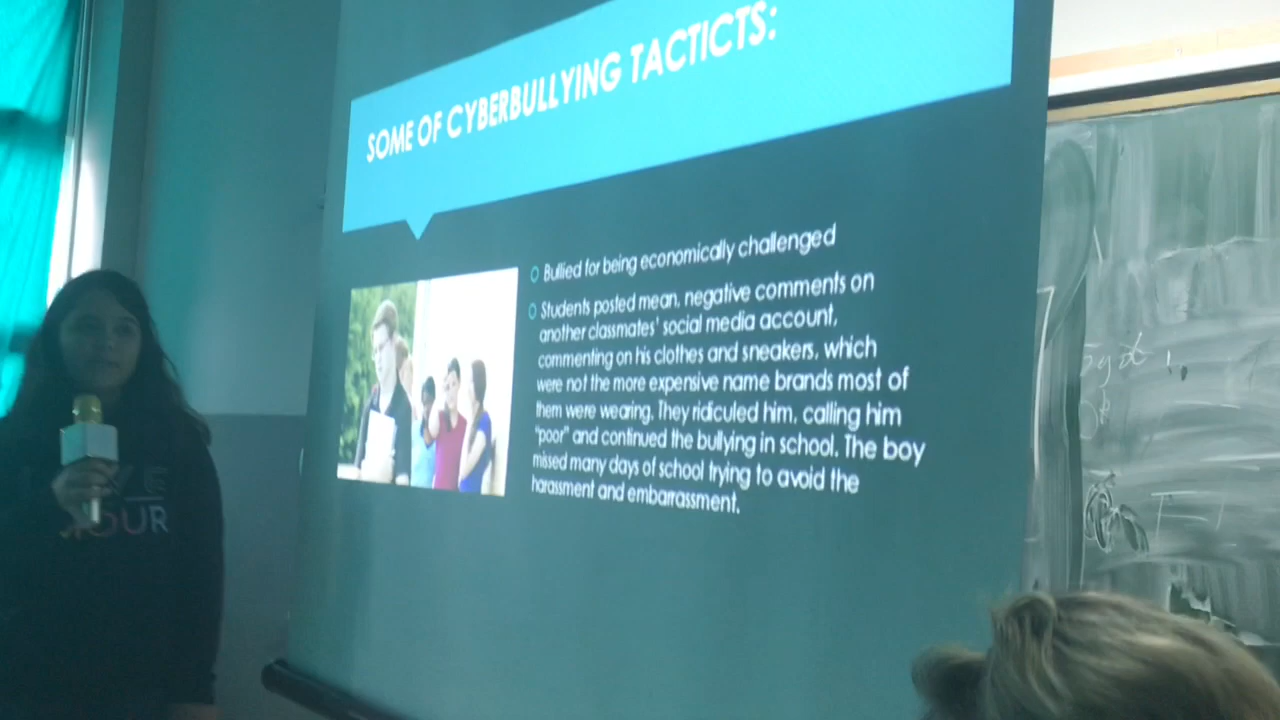 SOME OF CYBERBULLYING TACTICTS:
Bullied for being economically challenged
Students posted mean, negative comments on
another classmates' social media account,
commenting on his clothes and sneakers, which
were not the more expensive name brands most of
them were wearing. They ridiculed him, calling him
"poor" and continued the bullying in school. The boy
missed many days of school trying to avoid the
harassment and embarrassment.